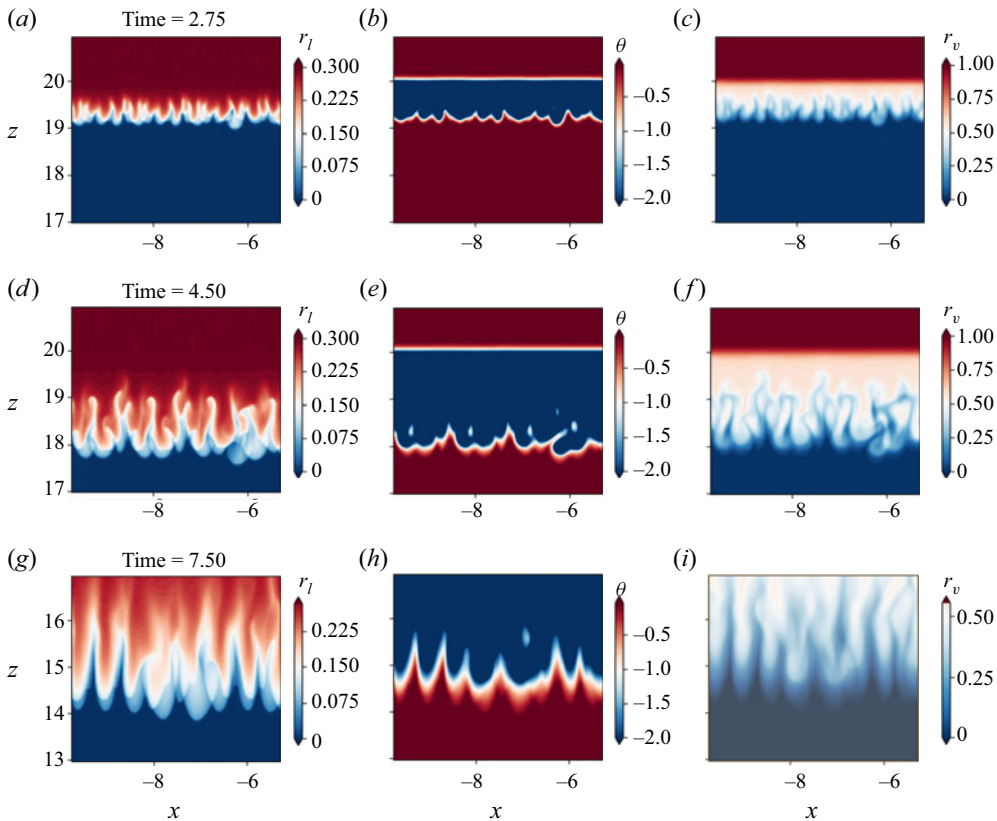 (a) Time = 2.75 r_l (b) θ (c) r_v
z 20 19 18 17
0.300 0.225 0.150 0.075 0
–0.5 –1.0 –1.5 –2.0
1.00 0.75 0.50 0.25 0
–8 –6 –8 –6 –8 –6
(d) Time = 4.50 r_l (e) θ (f) r_v
z 20 19 18 17
0.300 0.225 0.150 0.075 0
–0.5 –1.0 –1.5 –2.0
1.00 0.75 0.50 0.25 0
–8 –6 –8 –6 –8 –6
(g) Time = 7.50 r_l (h) θ (i) r_v
z 16 15 14 13
0.225 0.150 0.075 0
–0.5 –1.0 –1.5 –2.0
0.50 0.25 0
–8 –6 –8 –6 –8 –6
x x x